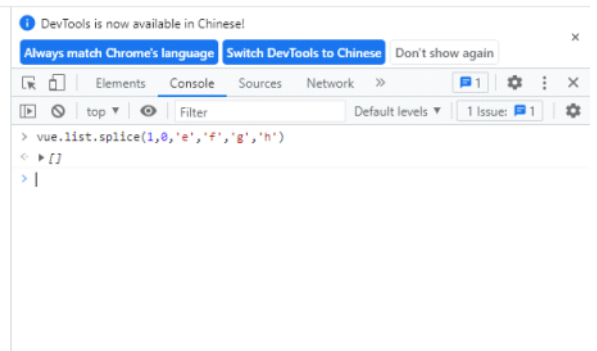 DevTools is now available in Chinese!
Always match Chrome's language Switch DevTools to Chinese Don't show again
Elements Console Sources Network
1
top Filter Default levels 1 Issue: 1
> vue.list.splice(1,0,'e','f','g','h')
[]
>